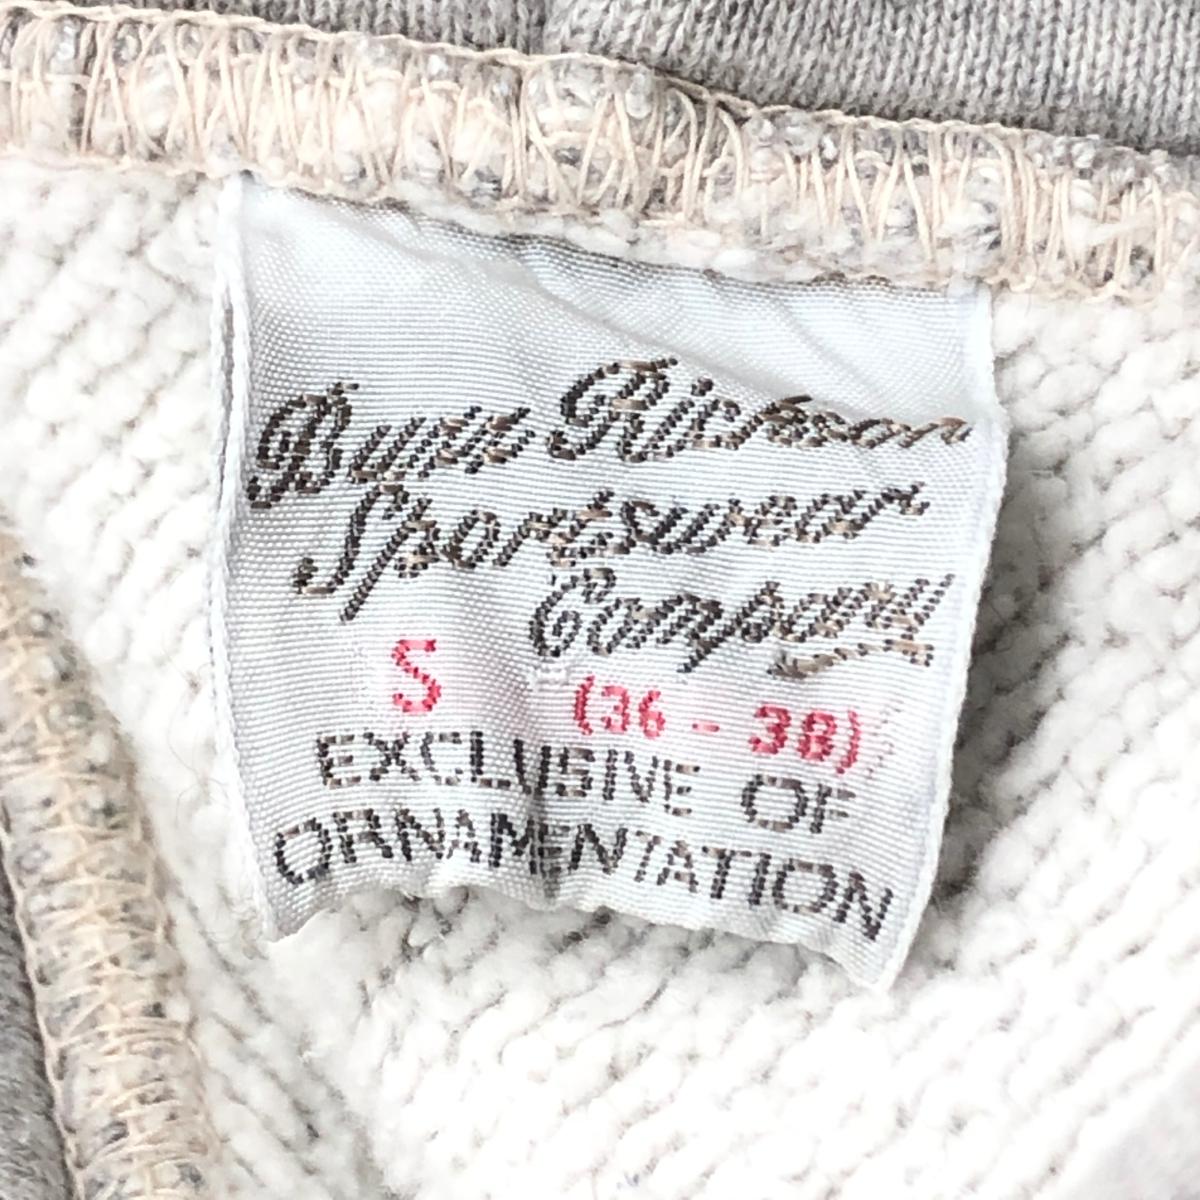 Buzz Rickson
Sportswear
Company
S (36 - 38)
EXCLUSIVE OF
ORNAMENTATION